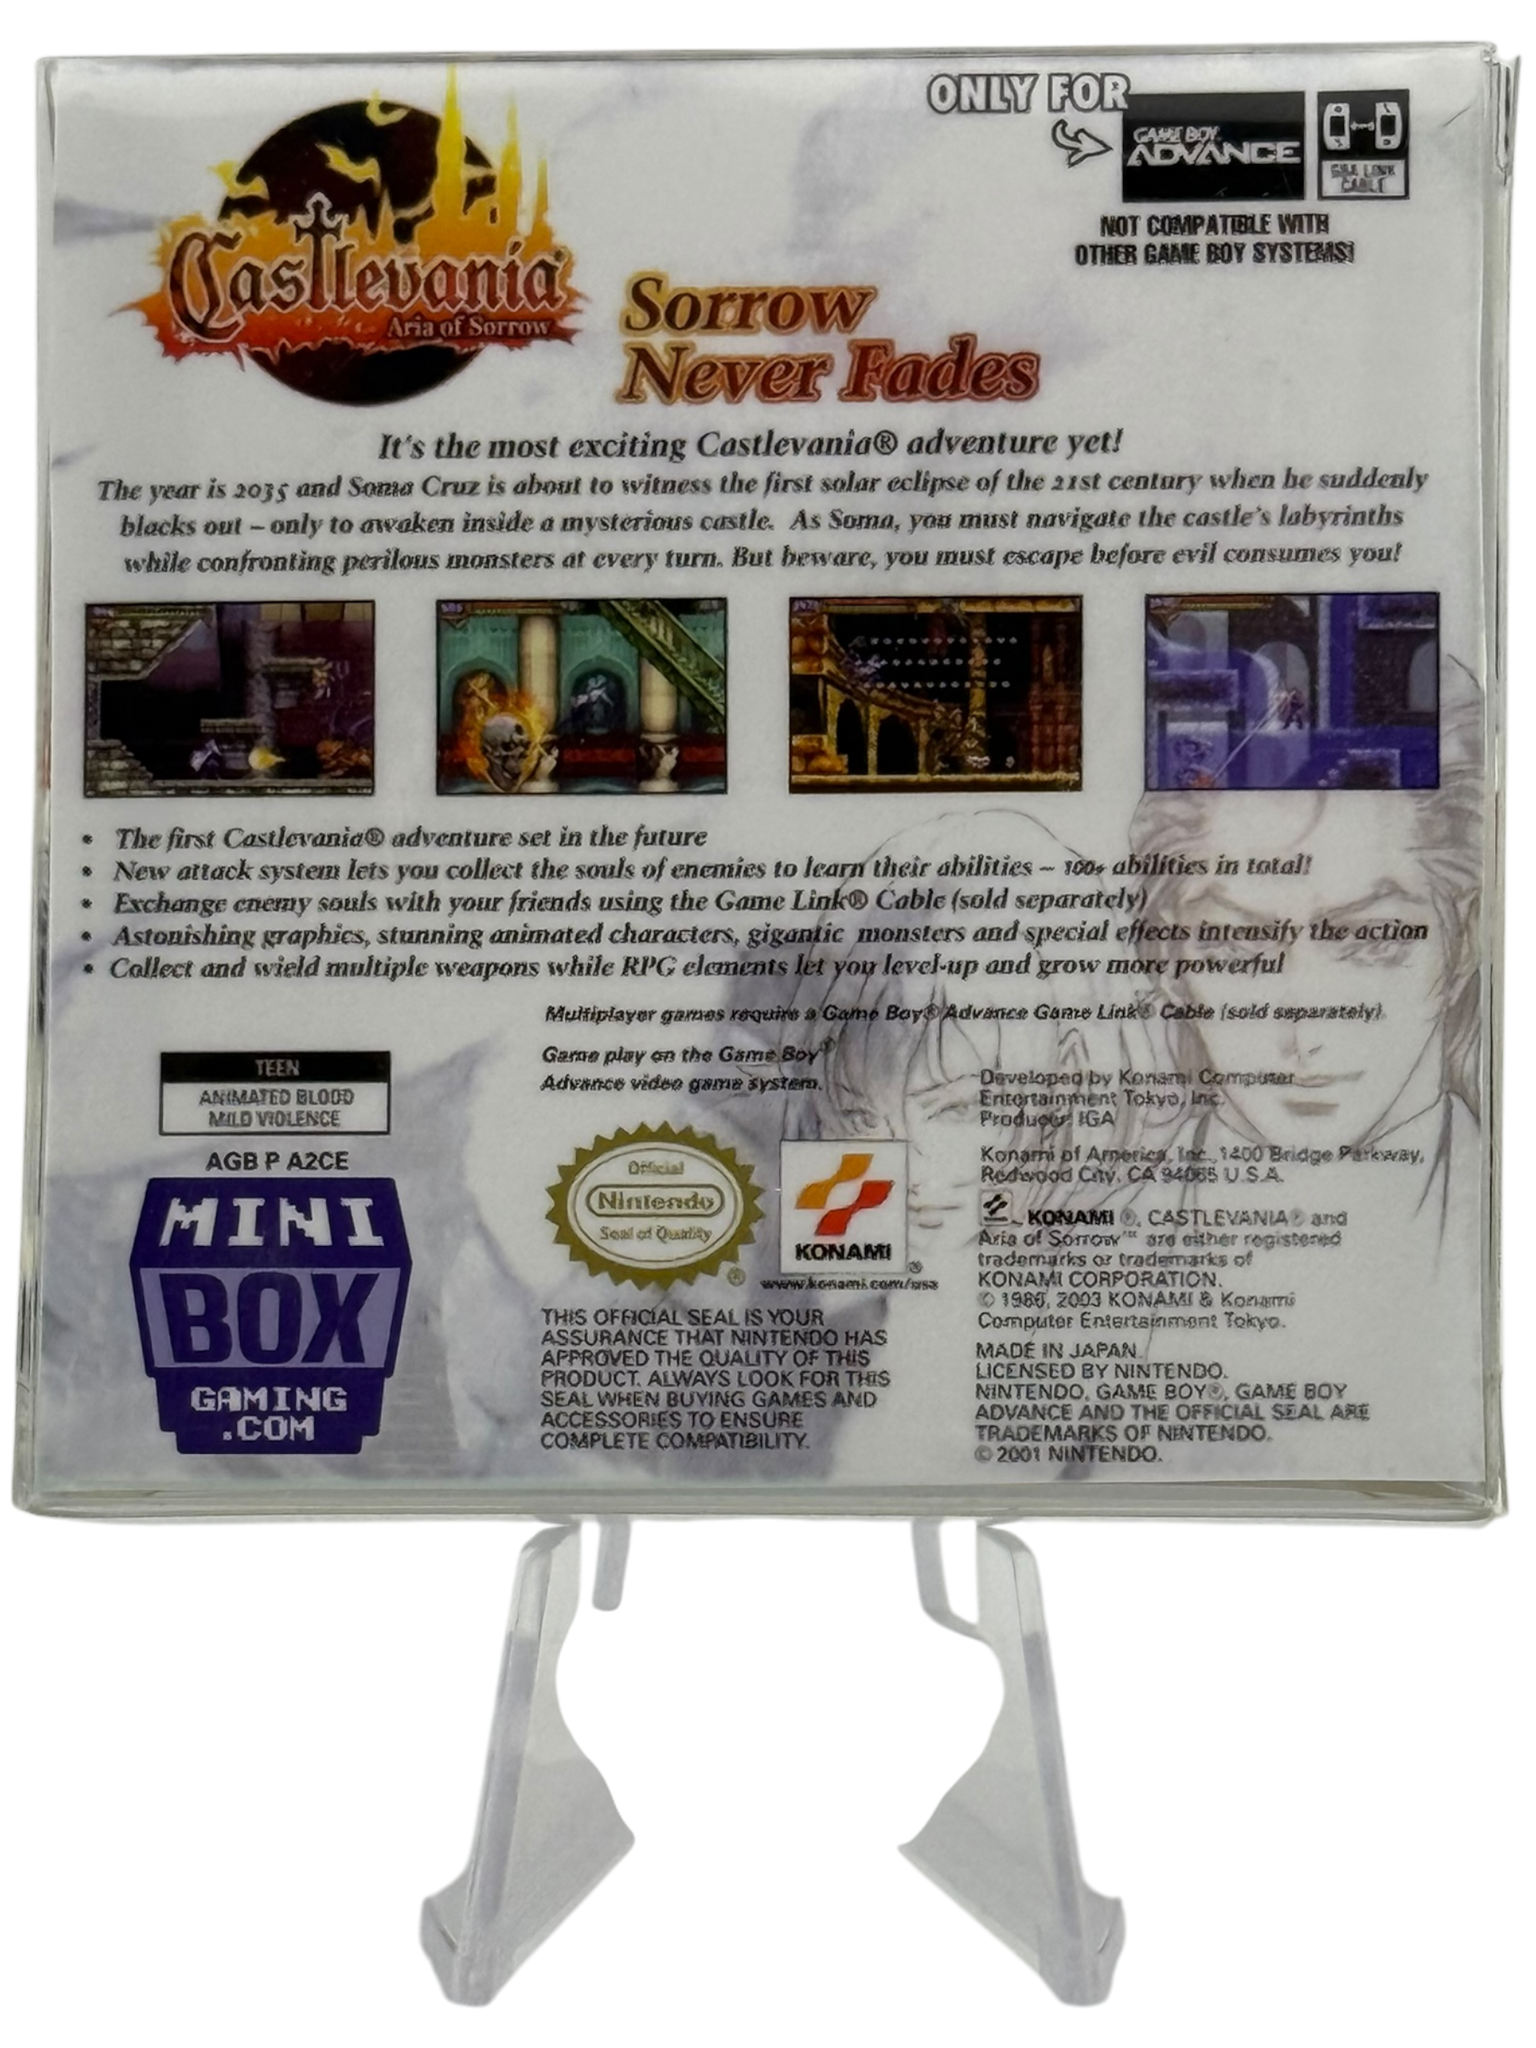 ONLY FOR
GAME BOY
ADVANCE
GBA LINK
CABLE
NOT COMPATIBLE WITH
OTHER GAME BOY SYSTEMS!
Castlevania
Aria of Sorrow
Sorrow
Never Fades
It's the most exciting Castlevania® adventure yet!
The year is 2035 and Soma Cruz is about to witness the first solar eclipse of the 21st century when he suddenly
blacks out – only to awaken inside a mysterious castle. As Soma, you must navigate the castle's labyrinths
while confronting perilous monsters at every turn. But beware, you must escape before evil consumes you!
• The first Castlevania® adventure set in the future
• New attack system lets you collect the souls of enemies to learn their abilities – 100+ abilities in total!
• Exchange enemy souls with your friends using the Game Link® Cable (sold separately)
• Astonishing graphics, stunning animated characters, gigantic monsters and special effects intensify the action
• Collect and wield multiple weapons while RPG elements let you level-up and grow more powerful
Multiplayer games require a Game Boy® Advance Game Link® Cable (sold separately)
Game play on the Game Boy®
Advance video game system.
TEEN
ANIMATED BLOOD
MILD VIOLENCE
AGB P A2CE
MINI
BOX
GAMING
.COM
Official
Nintendo
Seal of Quality
®
KONAMI
®
www.konami.com/usa
THIS OFFICIAL SEAL IS YOUR
ASSURANCE THAT NINTENDO HAS
APPROVED THE QUALITY OF THIS
PRODUCT. ALWAYS LOOK FOR THIS
SEAL WHEN BUYING GAMES AND
ACCESSORIES TO ENSURE
COMPLETE COMPATIBILITY.
Developed by Konami Computer
Entertainment Tokyo, Inc.
Producer: IGA
Konami of America, Inc. 1400 Bridge Parkway,
Redwood City, CA 94065 U.S.A.
KONAMI ®, CASTLEVANIA® and
Aria of Sorrow™ are either registered
trademarks or trademarks of
KONAMI CORPORATION.
© 1986, 2003 KONAMI & Konami
Computer Entertainment Tokyo.
MADE IN JAPAN.
LICENSED BY NINTENDO.
NINTENDO, GAME BOY®, GAME BOY
ADVANCE AND THE OFFICIAL SEAL ARE
TRADEMARKS OF NINTENDO.
© 2001 NINTENDO.